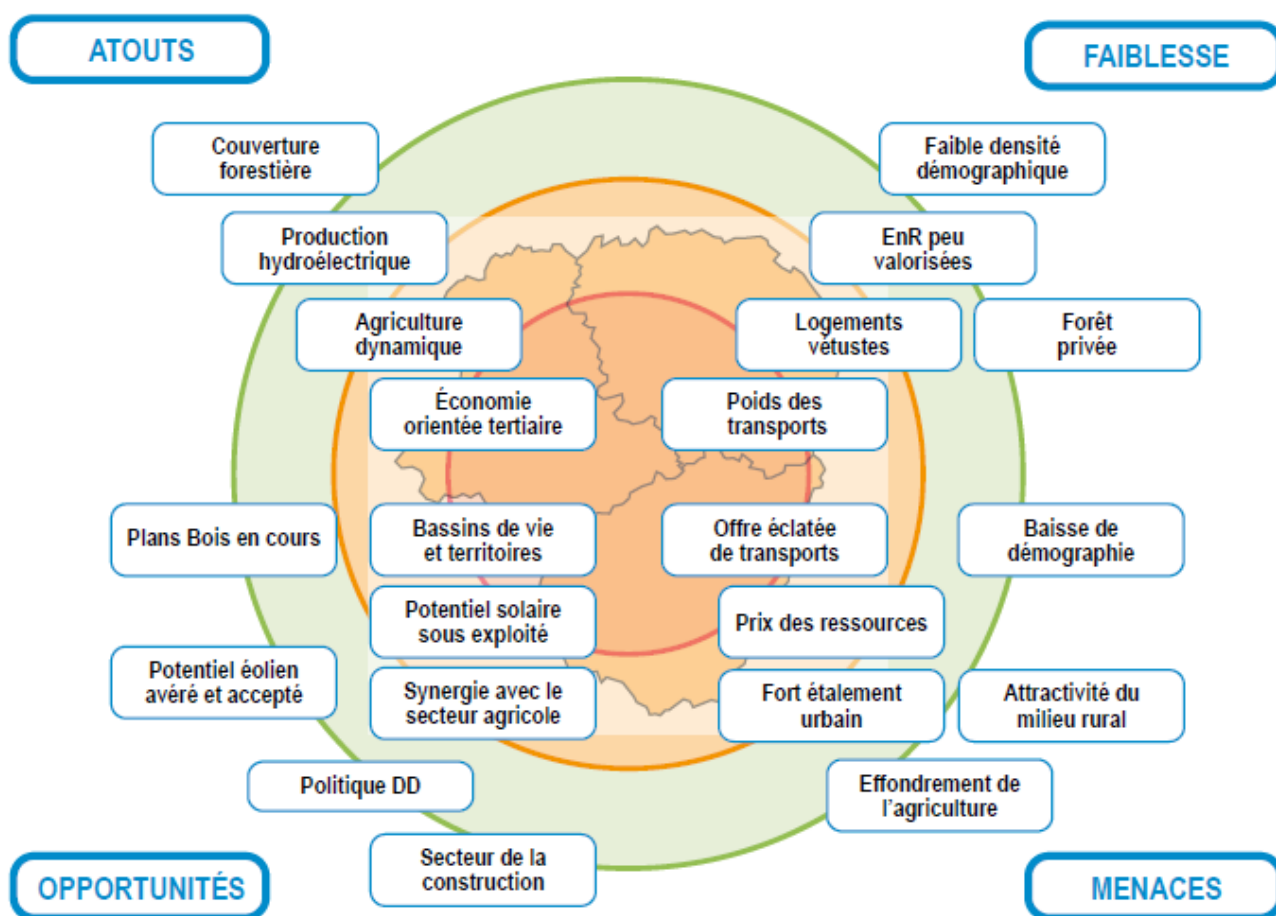 ATOUTS
FAIBLESSE
Couverture
forestière
Faible densité
démographique
Production
hydroélectrique
EnR peu
valorisées
Agriculture
dynamique
Logements
vétustes
Forêt
privée
Économie
orientée tertiaire
Poids des
transports
Plans Bois en cours
Bassins de vie
et territoires
Offre éclatée
de transports
Baisse de
démographie
Potentiel solaire
sous exploité
Prix des ressources
Potentiel éolien
avéré et accepté
Synergie avec le
secteur agricole
Fort étalement
urbain
Attractivité du
milieu rural
Politique DD
Effondrement de
l’agriculture
Secteur de la
construction
OPPORTUNITÉS
MENACES